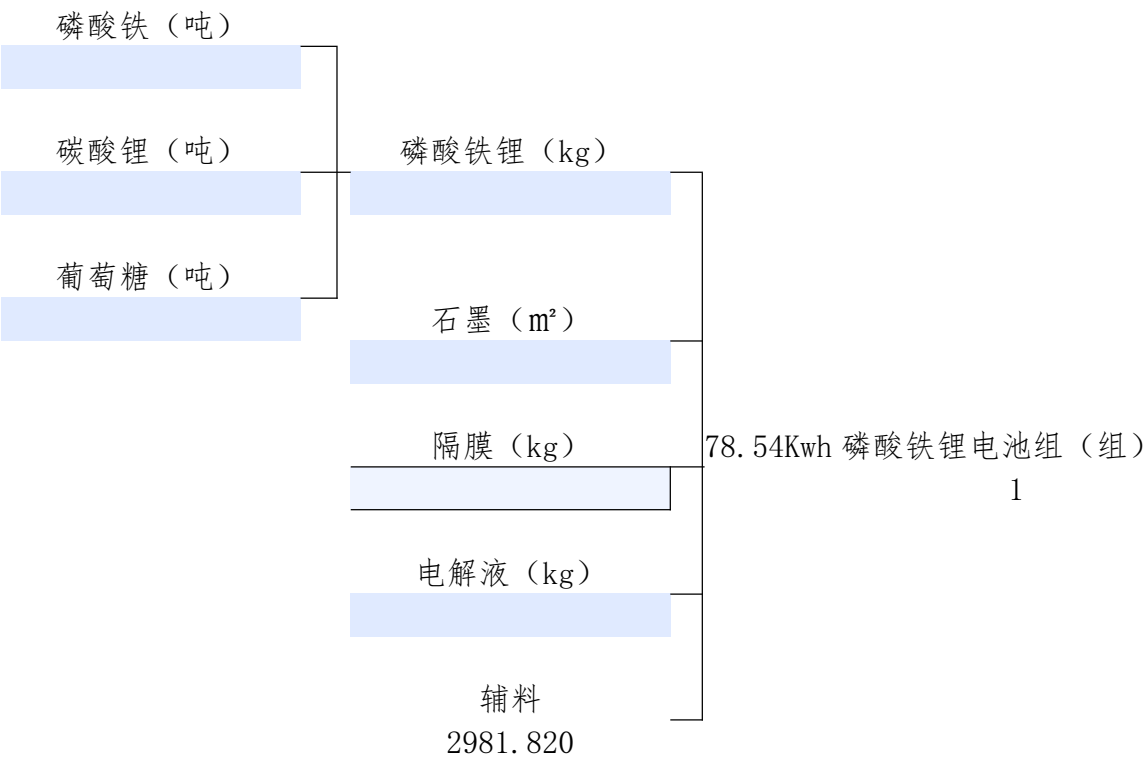 磷酸铁（吨）
碳酸锂（吨）
磷酸铁锂（kg）
葡萄糖（吨）
石墨（㎡）
隔膜（kg）
78.54Kwh 磷酸铁锂电池组（组）
1
电解液（kg）
辅料
2981.820